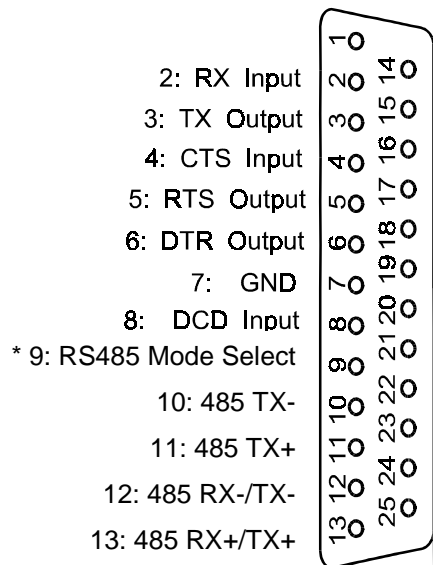 1
2: RX Input 2 14
3: TX Output 3 15
4: CTS Input 4 16
5: RTS Output 5 17
6: DTR Output 6 18
7: GND 7 19
8: DCD Input 8 20
* 9: RS485 Mode Select 9 21
10: 485 TX- 10 22
11: 485 TX+ 11 23
12: 485 RX-/TX- 12 24
13: 485 RX+/TX+ 13 25